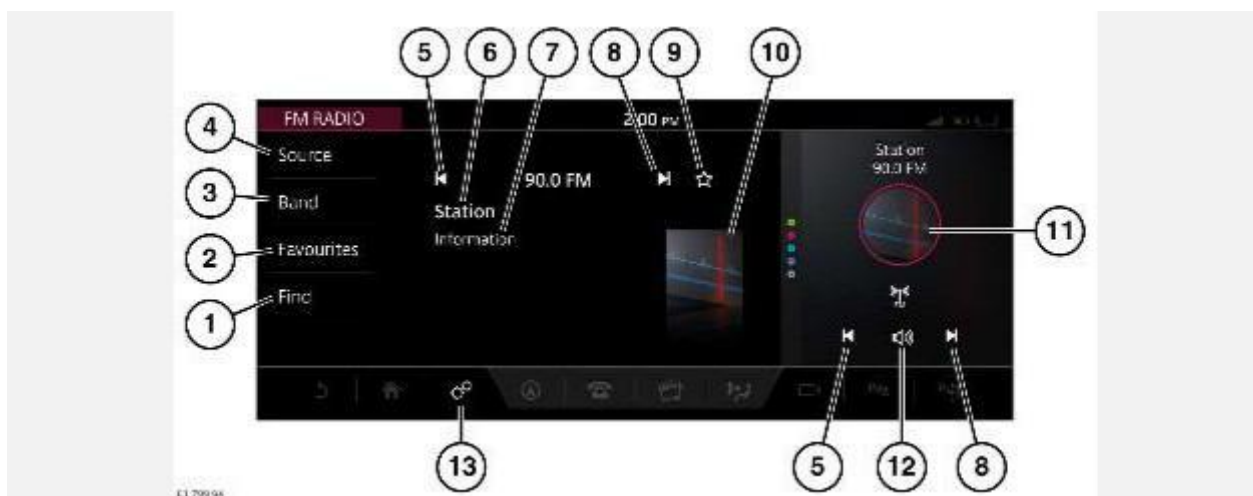 5 6 7 8 9 10
4 FM RADIO 2:00 PM
Source Station
90.0 FM
3 Band 90.0 FM
Station
Information
2 Favourites 11
1 Find
13 5 12 8